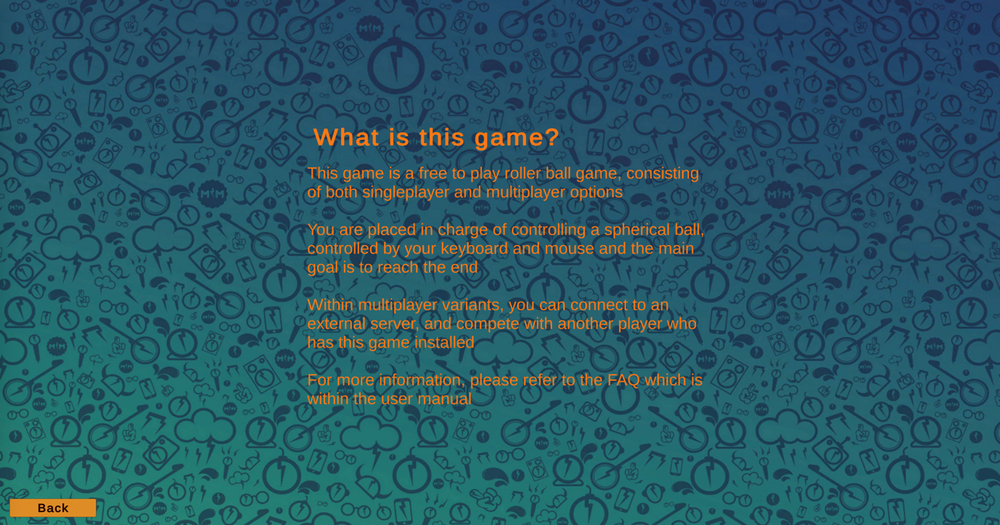 What is this game?
This game is a free to play roller ball game, consisting
of both singleplayer and multiplayer options
You are placed in charge of controlling a spherical ball,
controlled by your keyboard and mouse and the main
goal is to reach the end
Within multiplayer variants, you can connect to an
external server, and compete with another player who
has this game installed
For more information, please refer to the FAQ which is
within the user manual
Back